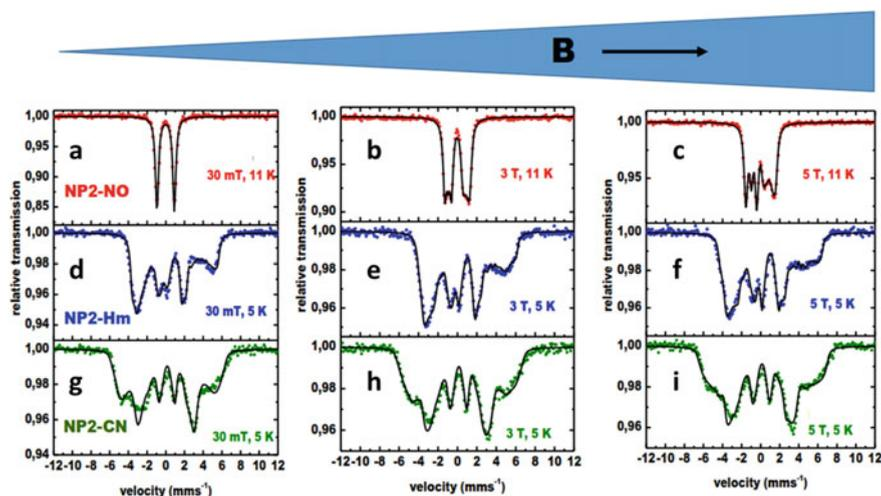 B
1,00
0,95
0,90
0,85
relative transmission
a
30 mT, 11 K
NP2-NO
1,00
0,95
0,90
b
3 T, 11 K
1,00
0,95
relative transmission
c
5 T, 11 K
1,00
0,98
0,96
0,94
d
NP2-Hm
30 mT, 5 K
1,00
0,98
0,96
e
3 T, 5 K
1,00
0,98
0,96
0,94
f
5 T, 5 K
1,00
0,98
0,96
0,94
g
NP2-CN
30 mT, 5 K
1,00
0,98
0,96
h
3 T, 5 K
1,00
0,98
0,96
i
5 T, 5 K
-12 -10 -8 -6 -4 -2 0 2 4 6 8 10 12
velocity (mms⁻¹)
-12 -10 -8 -6 -4 -2 0 2 4 6 8 10 12
velocity (mms⁻¹)
-12 -10 -8 -6 -4 -2 0 2 4 6 8 10 12
velocity (mms⁻¹)